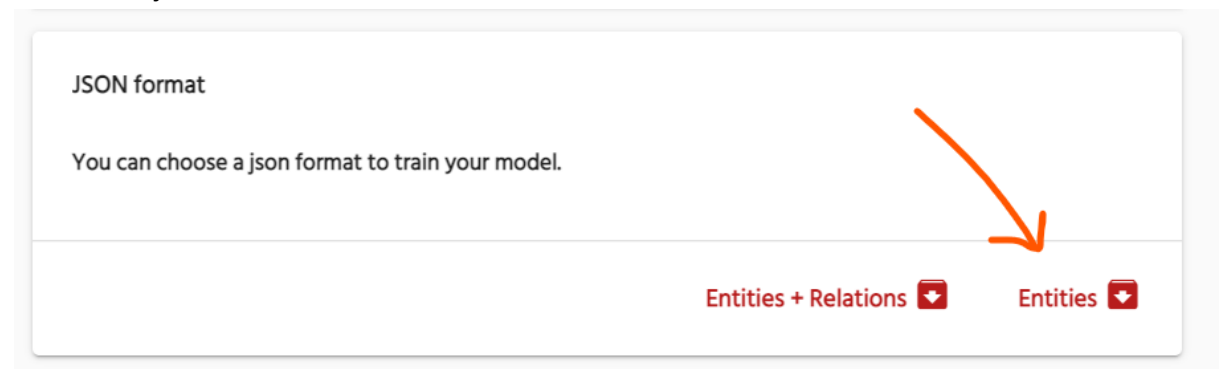 JSON format
You can choose a json format to train your model.
Entities + Relations Entities